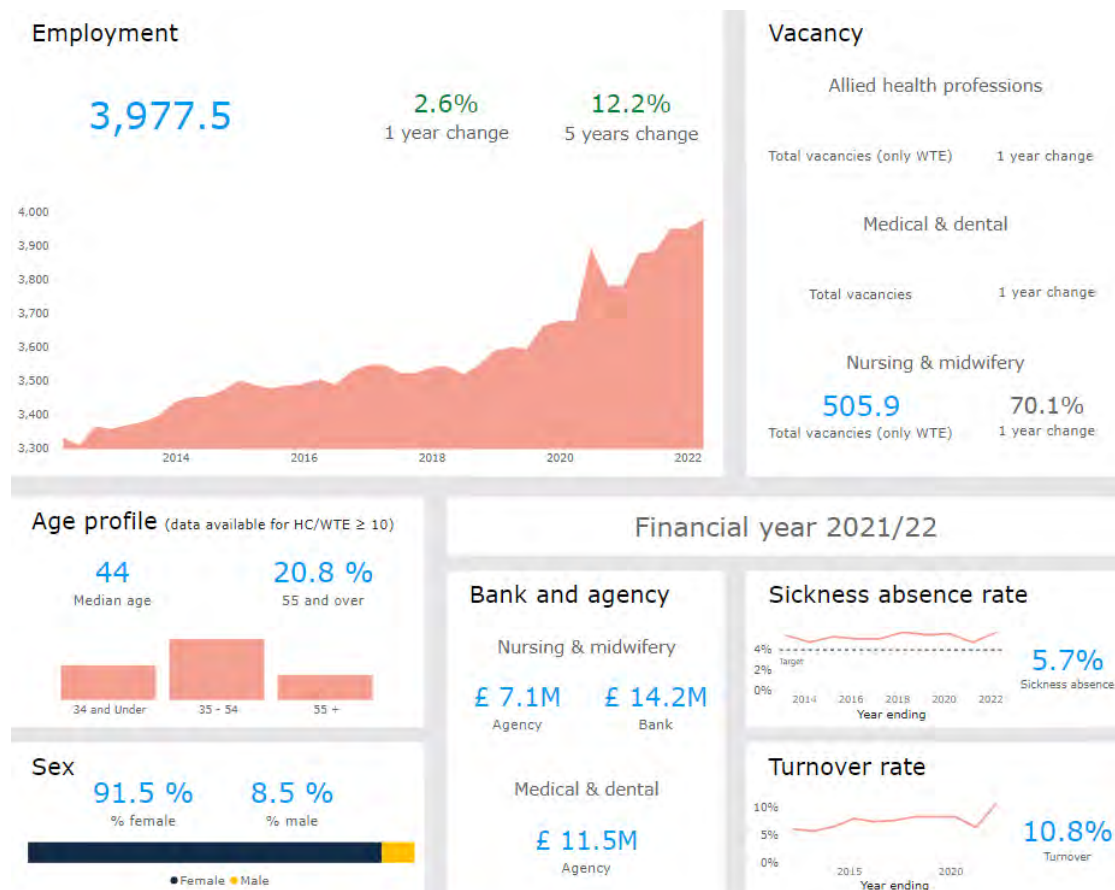 Employment
3,977.5
2.6%
1 year change
12.2%
5 years change
4,000
3,900
3,800
3,700
3,600
3,500
3,400
3,300
2014 2016 2018 2020 2022
Vacancy
Allied health professions
Total vacancies (only WTE) 1 year change
Medical & dental
Total vacancies 1 year change
Nursing & midwifery
505.9 70.1%
Total vacancies (only WTE) 1 year change
Age profile (data available for HC/WTE ≥ 10)
44 20.8 %
Median age 55 and over
34 and Under 35 - 54 55 +
Sex
91.5 % 8.5 %
% female % male
Female Male
Financial year 2021/22
Bank and agency
Nursing & midwifery
£ 7.1M £ 14.2M
Agency Bank
Medical & dental
£ 11.5M
Agency
Sickness absence rate
4%
Target
2%
0%
2014 2016 2018 2020 2022
Year ending
5.7%
Sickness absence
Turnover rate
10%
5%
0%
2015 2020
Year ending
10.8%
Turnover